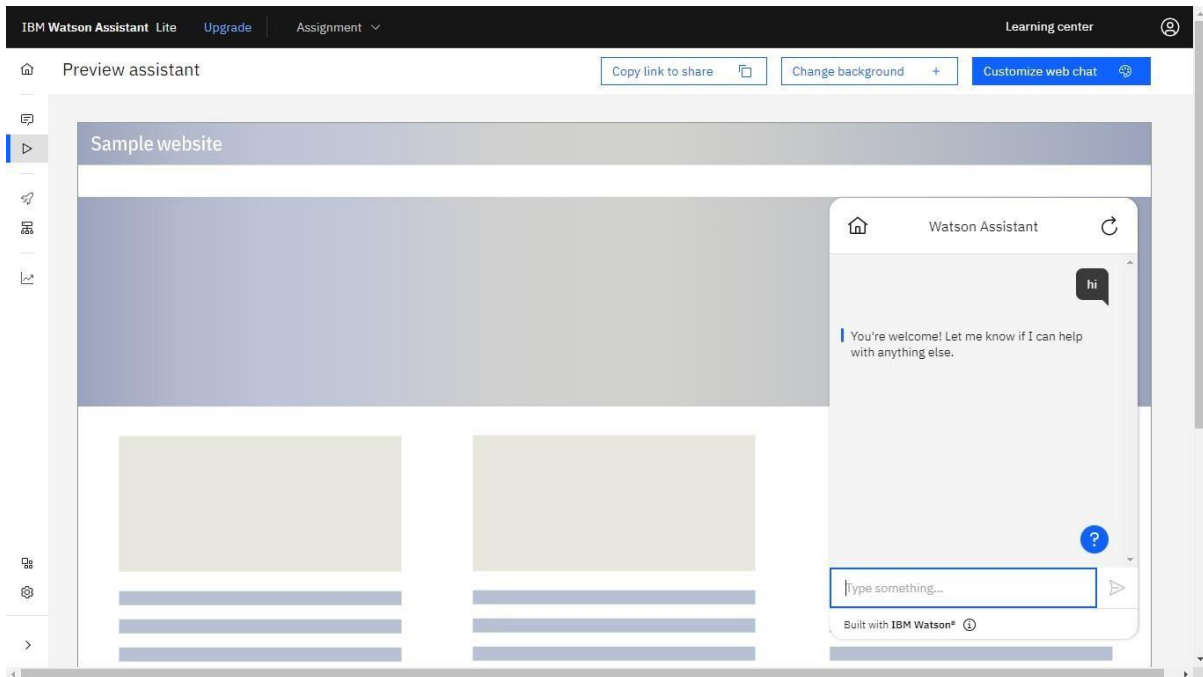 IBM Watson Assistant Lite Upgrade Assignment Learning center
Preview assistant Copy link to share Change background + Customize web chat
Sample website
Watson Assistant
hi
You're welcome! Let me know if I can help
with anything else.
?
Type something...
Built with IBM Watson®